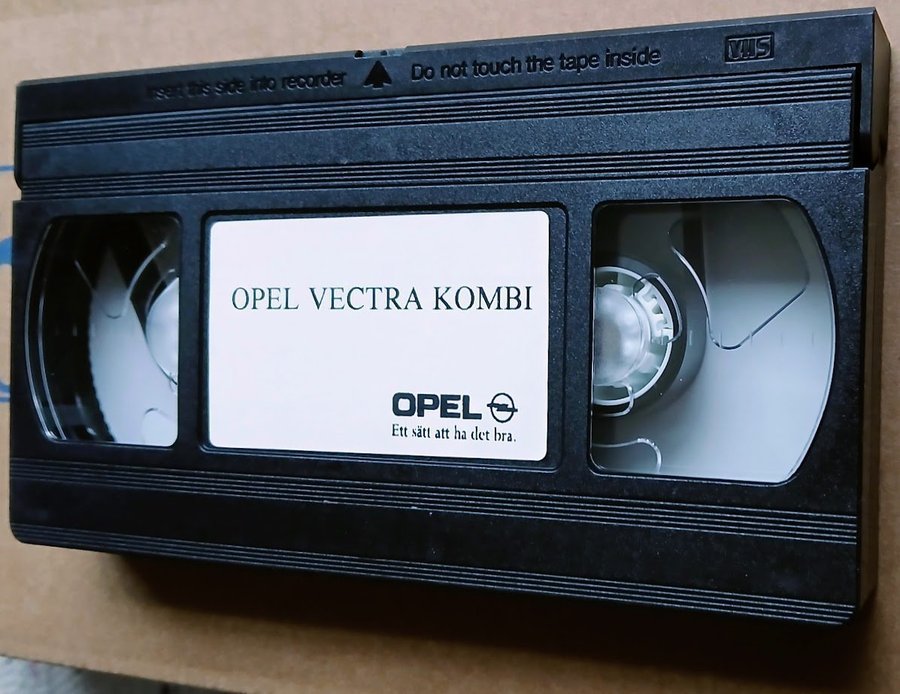 Insert this side into recorder Do not touch the tape inside VHS
OPEL VECTRA KOMBI
OPEL
Ett sätt att ha det bra.